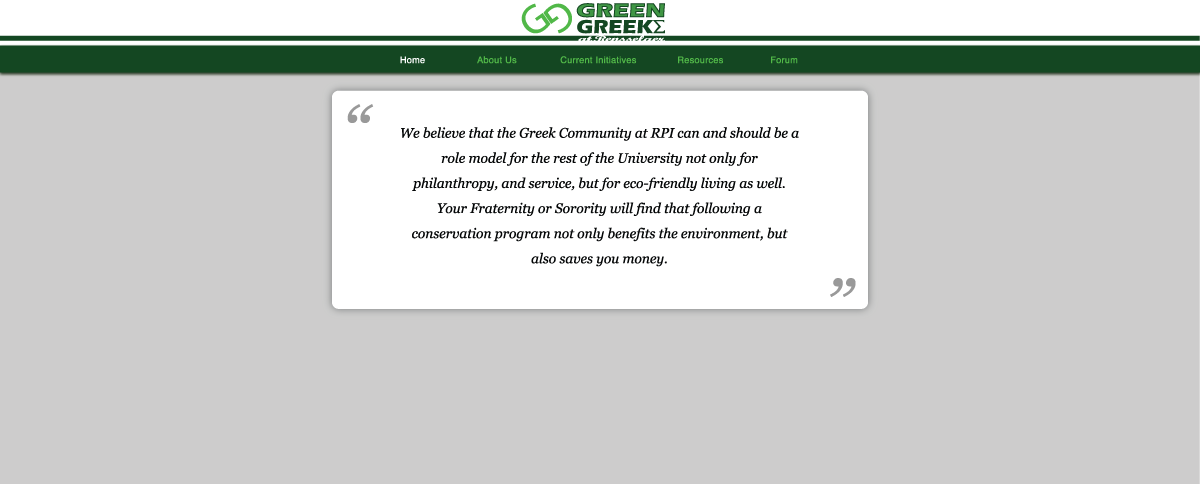 GREEN
GREEKΣ
at Rensselaer
Home About Us Current Initiatives Resources Forum
“
We believe that the Greek Community at RPI can and should be a
role model for the rest of the University not only for
philanthropy, and service, but for eco-friendly living as well.
Your Fraternity or Sorority will find that following a
conservation program not only benefits the environment, but
also saves you money.
”